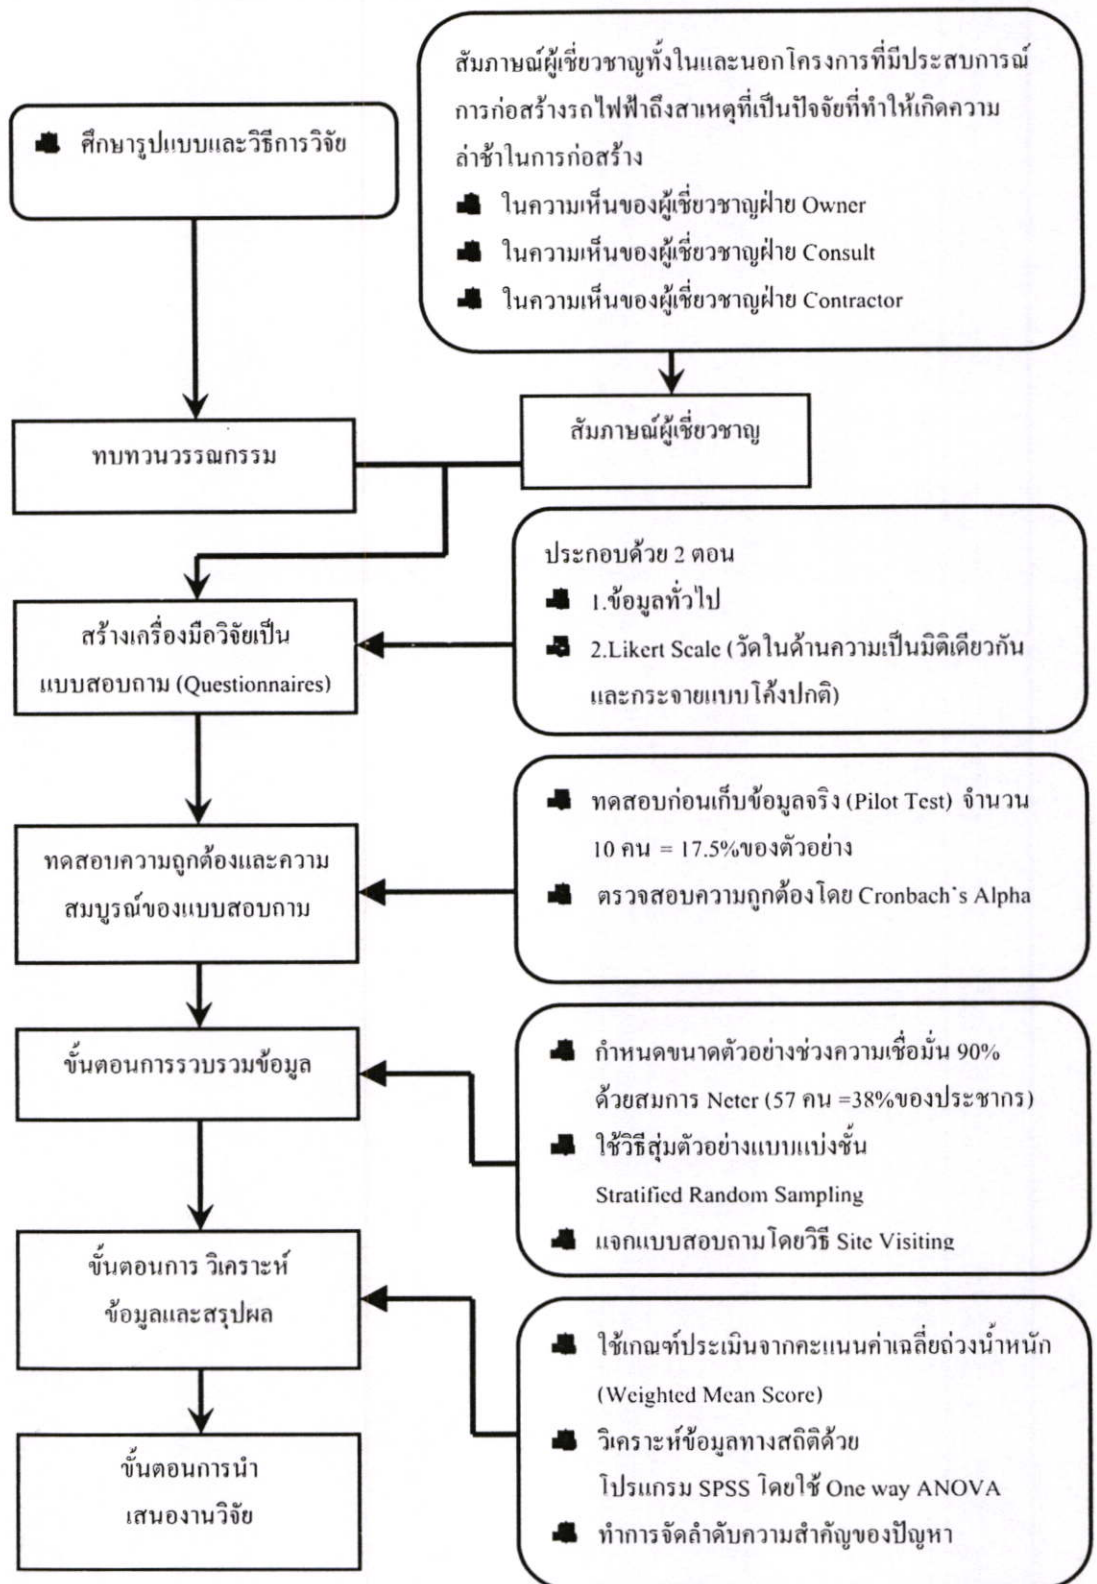 ศึกษารูปแบบและวิธีการวิจัย
สัมภาษณ์ผู้เชี่ยวชาญทั้งในและนอกโครงการที่มีประสบการณ์
การก่อสร้างรถไฟฟ้าถึงสาเหตุที่เป็นปัจจัยที่ทำให้เกิดความ
ล่าช้าในการก่อสร้าง
ในความเห็นของผู้เชี่ยวชาญฝ่าย Owner
ในความเห็นของผู้เชี่ยวชาญฝ่าย Consult
ในความเห็นของผู้เชี่ยวชาญฝ่าย Contractor
ทบทวนวรรณกรรม
สัมภาษณ์ผู้เชี่ยวชาญ
สร้างเครื่องมือวิจัยเป็น
แบบสอบถาม (Questionnaires)
ประกอบด้วย 2 ตอน
1.ข้อมูลทั่วไป
2.Likert Scale (วัดในด้านความเป็นมิติเดียวกัน
และกระจายแบบโค้งปกติ)
ทดสอบความถูกต้องและความ
สมบูรณ์ของแบบสอบถาม
ทดสอบก่อนเก็บข้อมูลจริง (Pilot Test) จำนวน
10 คน = 17.5%ของตัวอย่าง
ตรวจสอบความถูกต้องโดย Cronbach's Alpha
ขั้นตอนการรวบรวมข้อมูล
กำหนดขนาดตัวอย่างช่วงความเชื่อมั่น 90%
ด้วยสมการ Neter (57 คน =38%ของประชากร)
ใช้วิธีสุ่มตัวอย่างแบบแบ่งชั้น
Stratified Random Sampling
แจกแบบสอบถามโดยวิธี Site Visiting
ขั้นตอนการ วิเคราะห์
ข้อมูลและสรุปผล
ใช้เกณฑ์ประเมินจากคะแนนค่าเฉลี่ยถ่วงน้ำหนัก
(Weighted Mean Score)
วิเคราะห์ข้อมูลทางสถิติด้วย
โปรแกรม SPSS โดยใช้ One way ANOVA
ทำการจัดลำดับความสำคัญของปัญหา
ขั้นตอนการนำ
เสนองานวิจัย